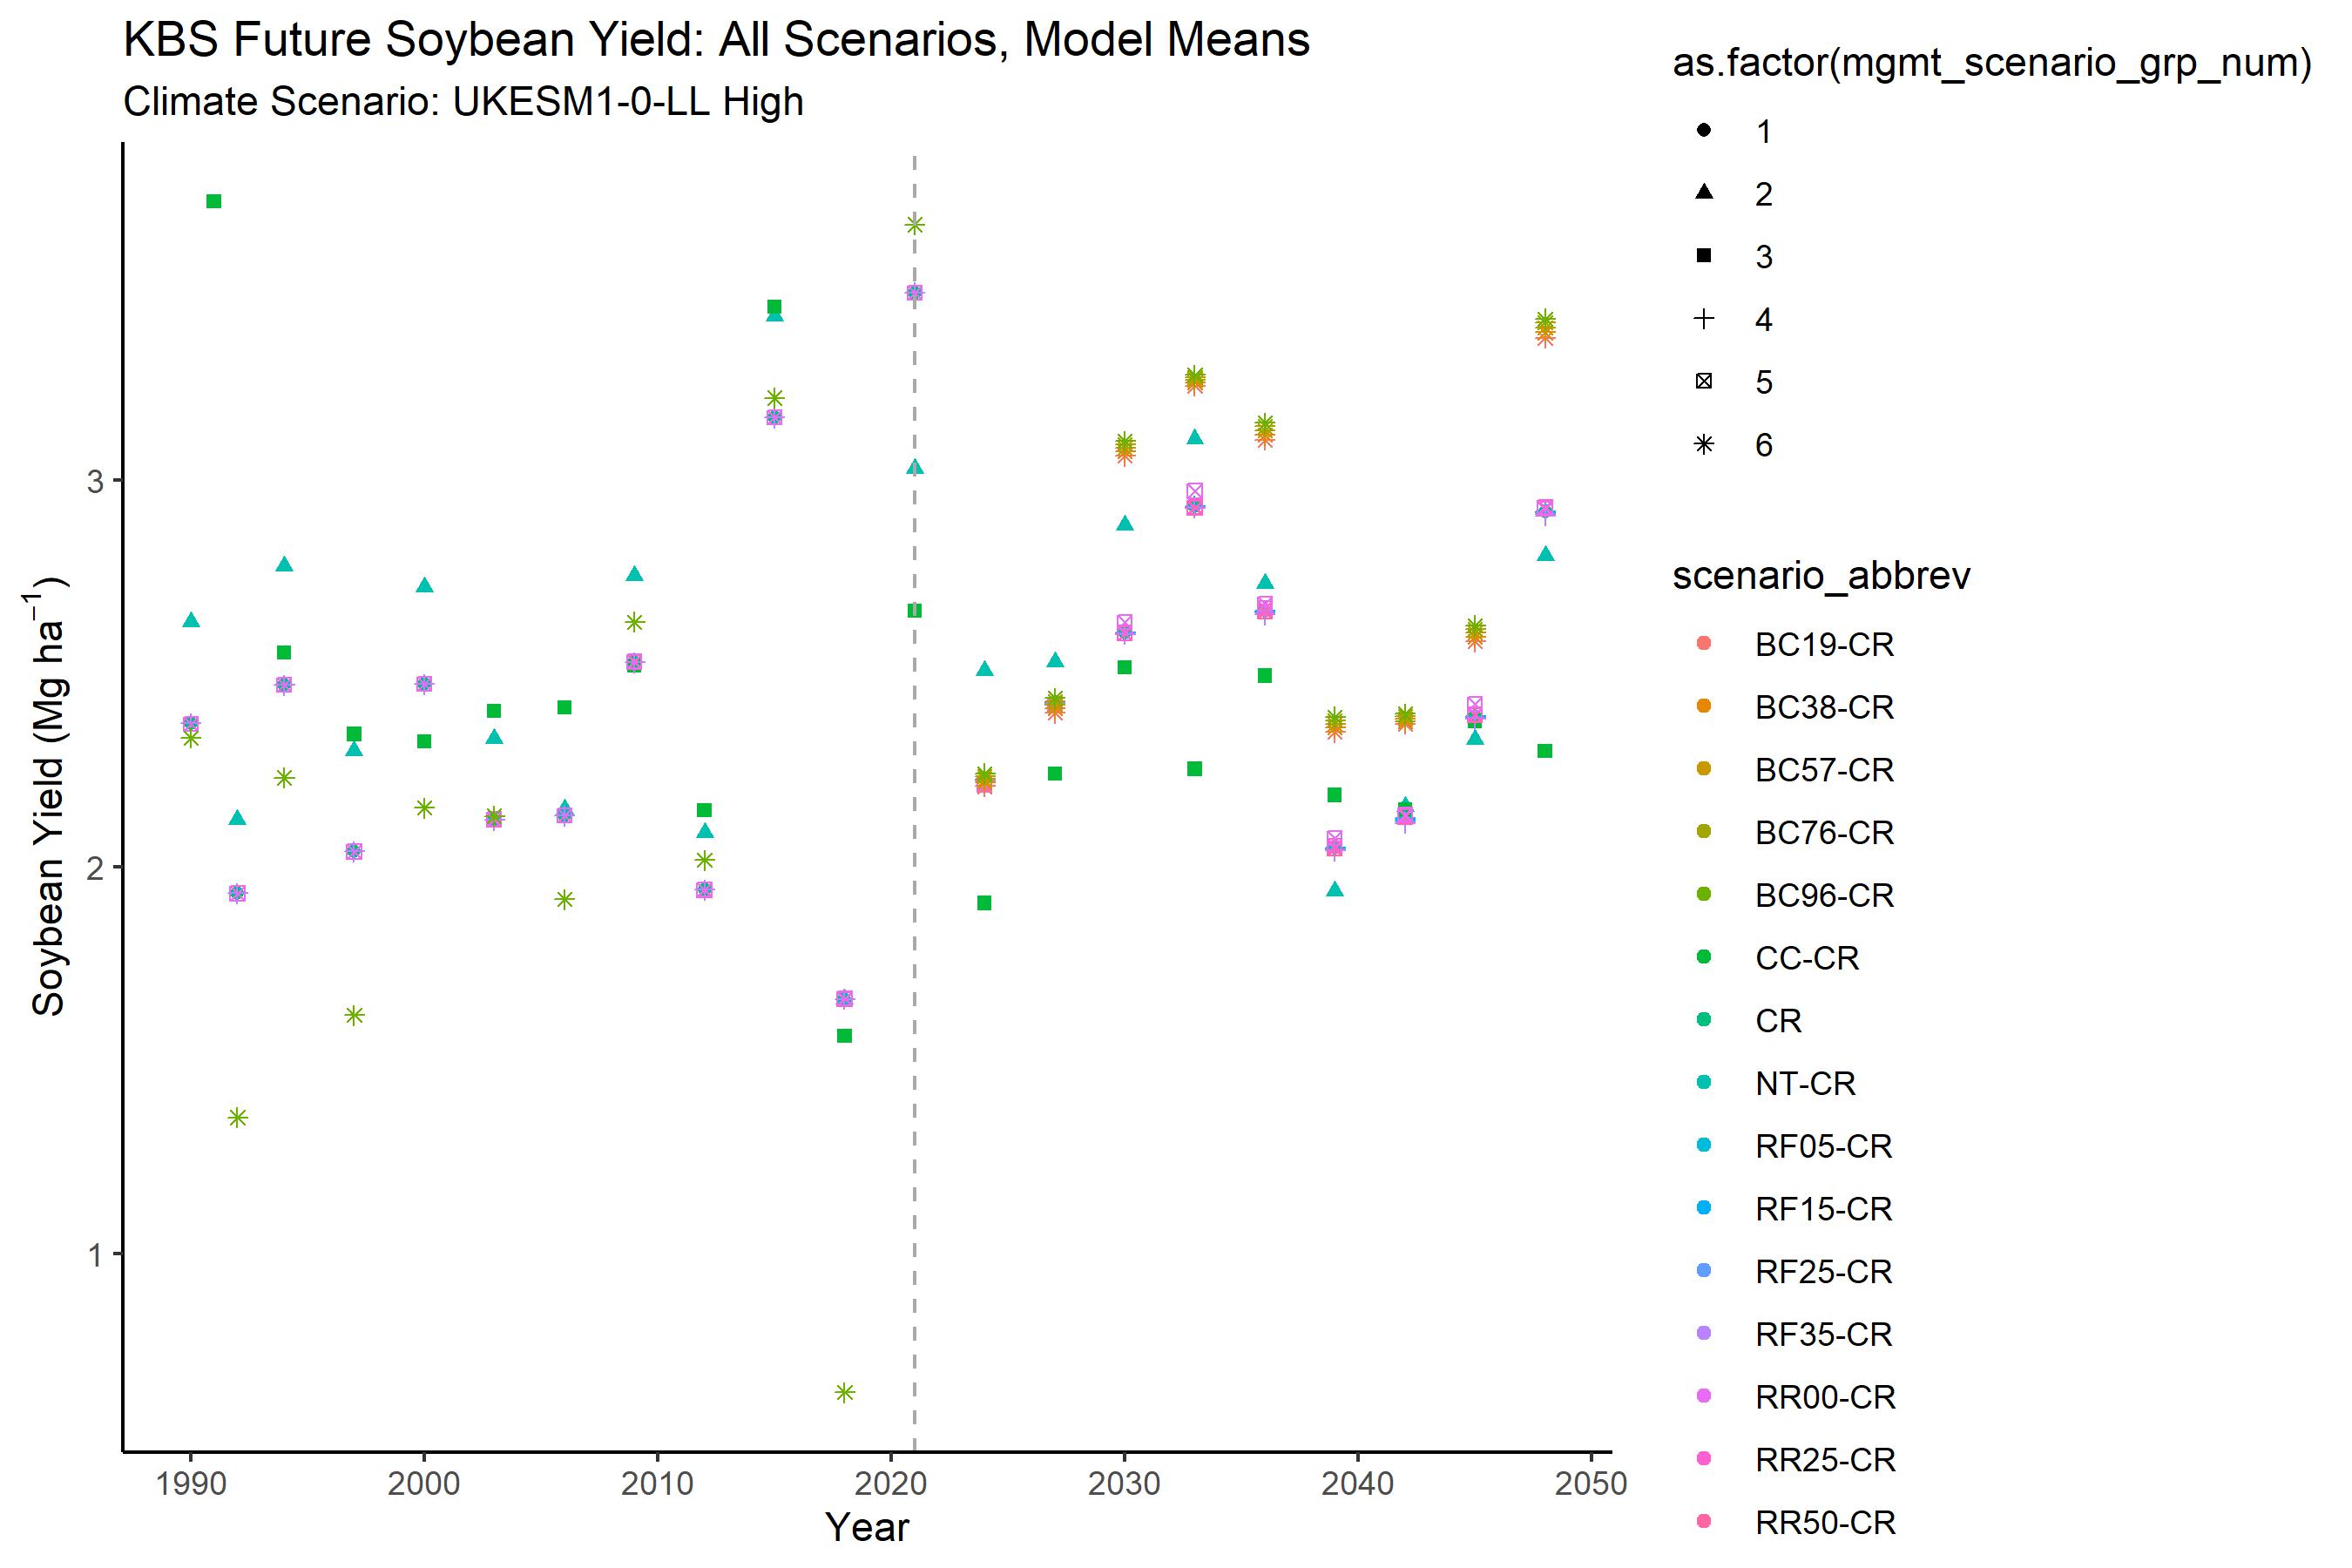 KBS Future Soybean Yield: All Scenarios, Model Means
Climate Scenario: UKESM1-0-LL High
Soybean Yield (Mg ha⁻¹)
3
2
1
1990 2000 2010 2020 2030 2040 2050
Year
as.factor(mgmt_scenario_grp_num)
1
2
3
4
5
6
scenario_abbrev
BC19-CR
BC38-CR
BC57-CR
BC76-CR
BC96-CR
CC-CR
CR
NT-CR
RF05-CR
RF15-CR
RF25-CR
RF35-CR
RR00-CR
RR25-CR
RR50-CR